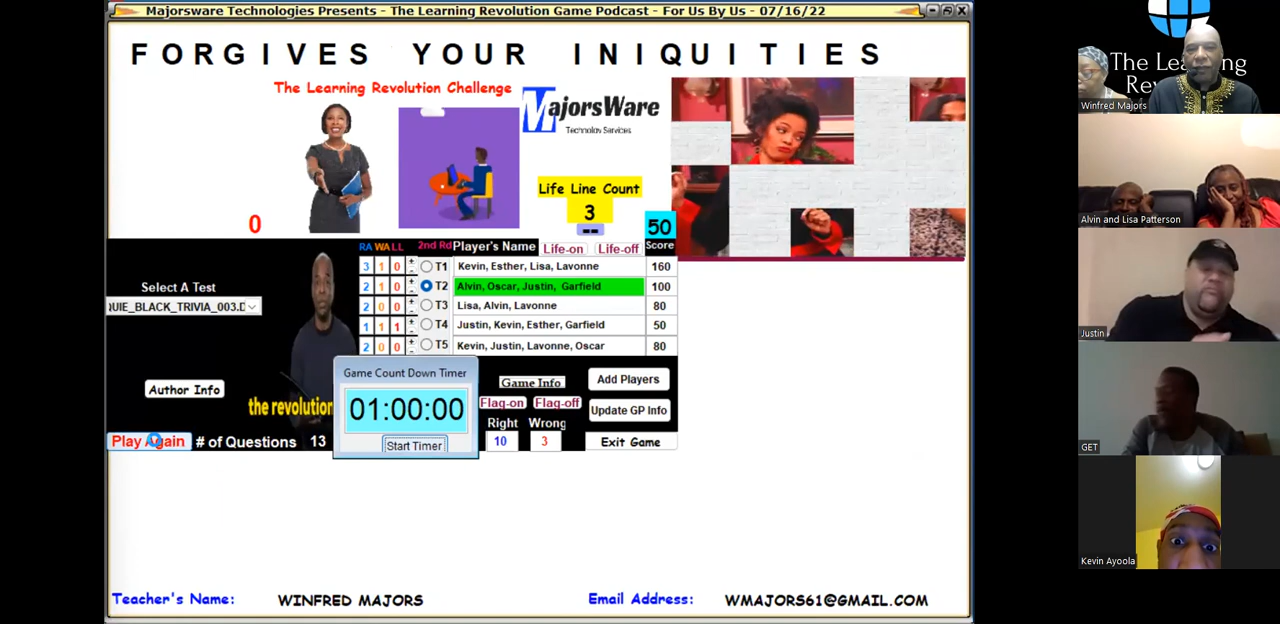 Majorsware Technologies Presents - The Learning Revolution Game Podcast - For Us By Us - 07/16/22
FORGIVES YOUR INIQUITIES
The Learning Revolution Challenge
MajorsWare
Technology Services
Life Line Count
3
--
0
50
RA WA LL 2nd Rd Player's Name Life-on Life-off Score
3 1 0 + - T1 Kevin, Esther, Lisa, Lavonne 160
2 1 0 + - T2 Alvin, Oscar, Justin, Garfield 100
2 0 0 + - T3 Lisa, Alvin, Lavonne 80
1 1 1 + - T4 Justin, Kevin, Esther, Garfield 50
2 0 0 + - T5 Kevin, Justin, Lavonne, Oscar 80
Select A Test
QUIE_BLACK_TRIVIA_003.D
Author Info
the revolution
Play Again # of Questions 13
Game Count Down Timer
01:00:00
Start Timer
Game Info
Flag-on Flag-off
Right Wrong
10 3
Add Players
Update GP Info
Exit Game
Teacher's Name: WINFRED MAJORS Email Address: WMAJORS61@GMAIL.COM
The Lea ng
Rev
Winfred Majors
Alvin and Lisa Patterson
Justin
GET
Kevin Ayoola